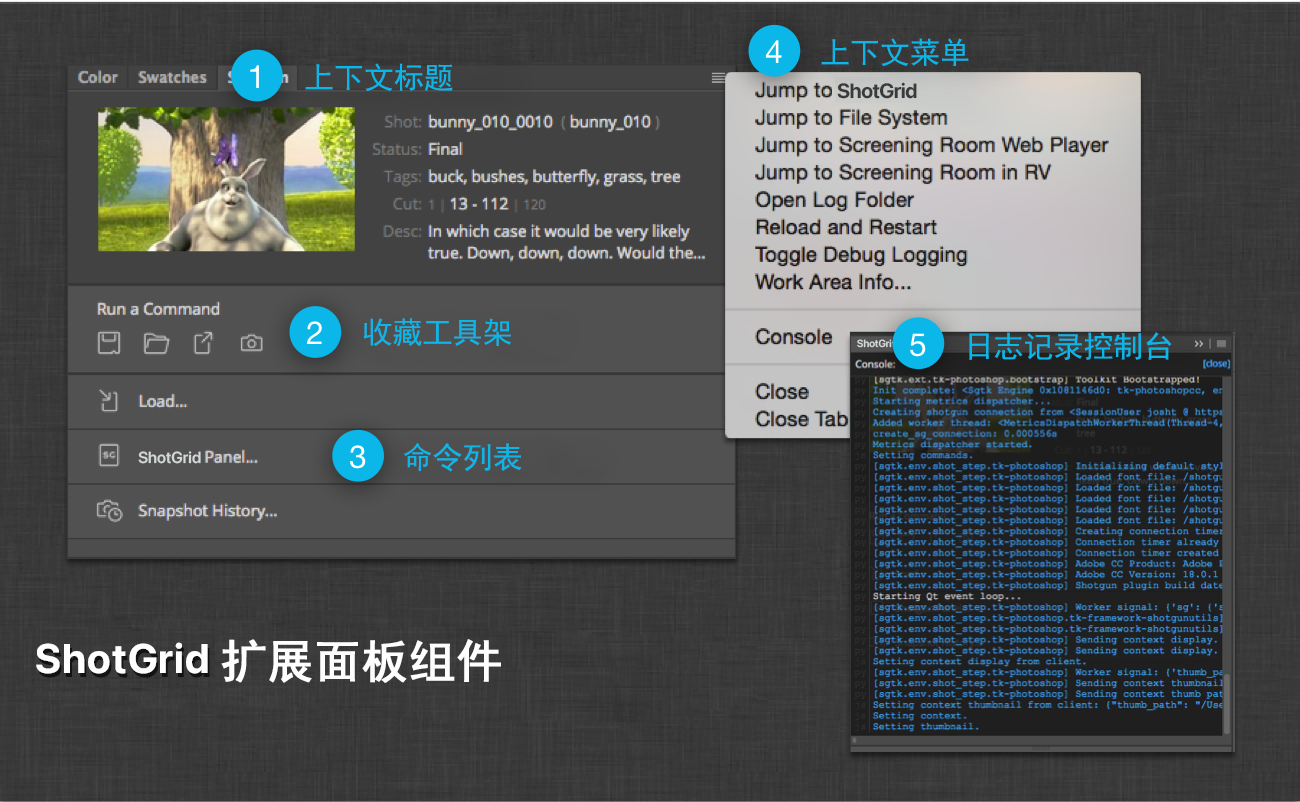 Color Swatches
1 上下文标题
Shot: bunny_010_0010 ( bunny_010 )
Status: Final
Tags: buck, bushes, butterfly, grass, tree
Cut: 1 | 13 - 112 | 120
Desc: In which case it would be very likely
true. Down, down, down. Would the...
Run a Command
2 收藏工具架
Load...
SG ShotGrid Panel...
3 命令列表
Snapshot History...
4 上下文菜单
Jump to ShotGrid
Jump to File System
Jump to Screening Room Web Player
Jump to Screening Room in RV
Open Log Folder
Reload and Restart
Toggle Debug Logging
Work Area Info...
Console
Close
Close Tab
5 日志记录控制台
Console: [close]
[sgtk.ext.tk-photoshop.bootstrap] Toolkit Bootstrapped!
Init complete: <Sgtk Engine 0x1081146d0: tk-photoshopcc, en
Starting metrics dispatcher...
Creating shotgun connection from <SessionUser josht @ https
Added worker thread: <MetricsDispatchWorkerThread(Thread-4,
create_sg_connection: 0.000556s
Metrics dispatcher started.
Setting commands.
[sgtk.env.shot_step.tk-photoshop] Initializing default styl
[sgtk.env.shot_step.tk-photoshop] Loaded font file: /shotgu
[sgtk.env.shot_step.tk-photoshop] Loaded font file: /shotgu
[sgtk.env.shot_step.tk-photoshop] Loaded font file: /shotgu
[sgtk.env.shot_step.tk-photoshop] Loaded font file: /shotgu
[sgtk.env.shot_step.tk-photoshop] Loaded font file: /shotgu
[sgtk.env.shot_step.tk-photoshop] Creating connection timer
[sgtk.env.shot_step.tk-photoshop] Connection timer already
[sgtk.env.shot_step.tk-photoshop] Connection timer created
[sgtk.env.shot_step.tk-photoshop] Adobe CC Product: Adobe
[sgtk.env.shot_step.tk-photoshop] Adobe CC Version: 18.0.1
[sgtk.env.shot_step.tk-photoshop] Shotgun plugin build date
Starting Qt event loop...
[sgtk.env.shot_step.tk-photoshop] Worker signal: {'sg': {'s
[sgtk.env.shot_step.tk-photoshop.tk-framework-shotgunutils]
[sgtk.env.shot_step.tk-photoshop.tk-framework-shotgunutils]
[sgtk.env.shot_step.tk-photoshop] Sending context display.
[sgtk.env.shot_step.tk-photoshop] Sending context display.
Setting context display from client.
[sgtk.env.shot_step.tk-photoshop] Worker signal: {'thumb_pa
[sgtk.env.shot_step.tk-photoshop] Sending context thumbnail
[sgtk.env.shot_step.tk-photoshop] Sending context thumb pat
Setting context thumbnail from client: {"thumb_path": "/Use
Setting context.
Setting thumbnail.
ShotGrid 扩展面板组件